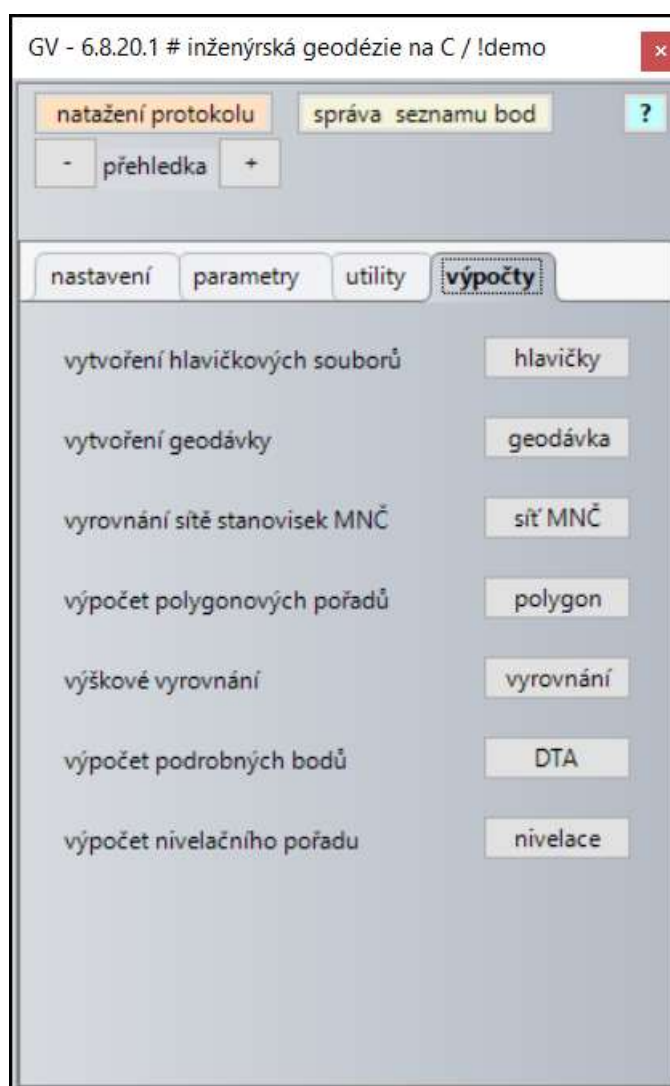 GV - 6.8.20.1 # inženýrská geodézie na C / !demo ×
natažení protokolu správa seznamu bod ?
- přehledka +
nastavení parametry utility výpočty
vytvoření hlavičkových souborů hlavičky
vytvoření geodávky geodávka
vyrovnání sítě stanovisek MNČ síť MNČ
výpočet polygonových pořadů polygon
výškové vyrovnání vyrovnání
výpočet podrobných bodů DTA
výpočet nivelačního pořadu nivelace